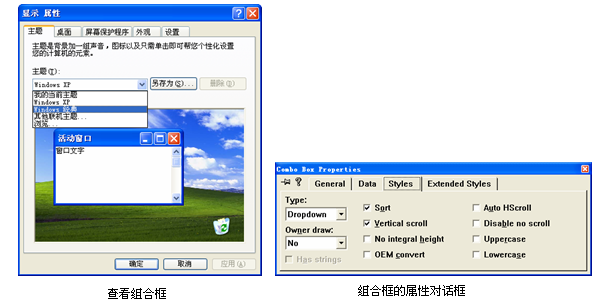 显示 属性
主题 桌面 屏幕保护程序 外观 设置
主题是背景加一组声音，图标以及只需单击即可帮您个性化设置
您的计算机的元素。
主题(T):
Windows XP 另存为(S)... 删除(D)
我的当前主题
Windows XP
Windows 经典
其他联机主题...
浏览...
活动窗口
窗口文字
确定 取消 应用(A)
查看组合框
Combo Box Properties
General Data Styles Extended Styles
Type:
Dropdown
Owner draw:
No
Has strings
Sort
Vertical scroll
No integral height
OEM convert
Auto HScroll
Disable no scroll
Uppercase
Lowercase
组合框的属性对话框